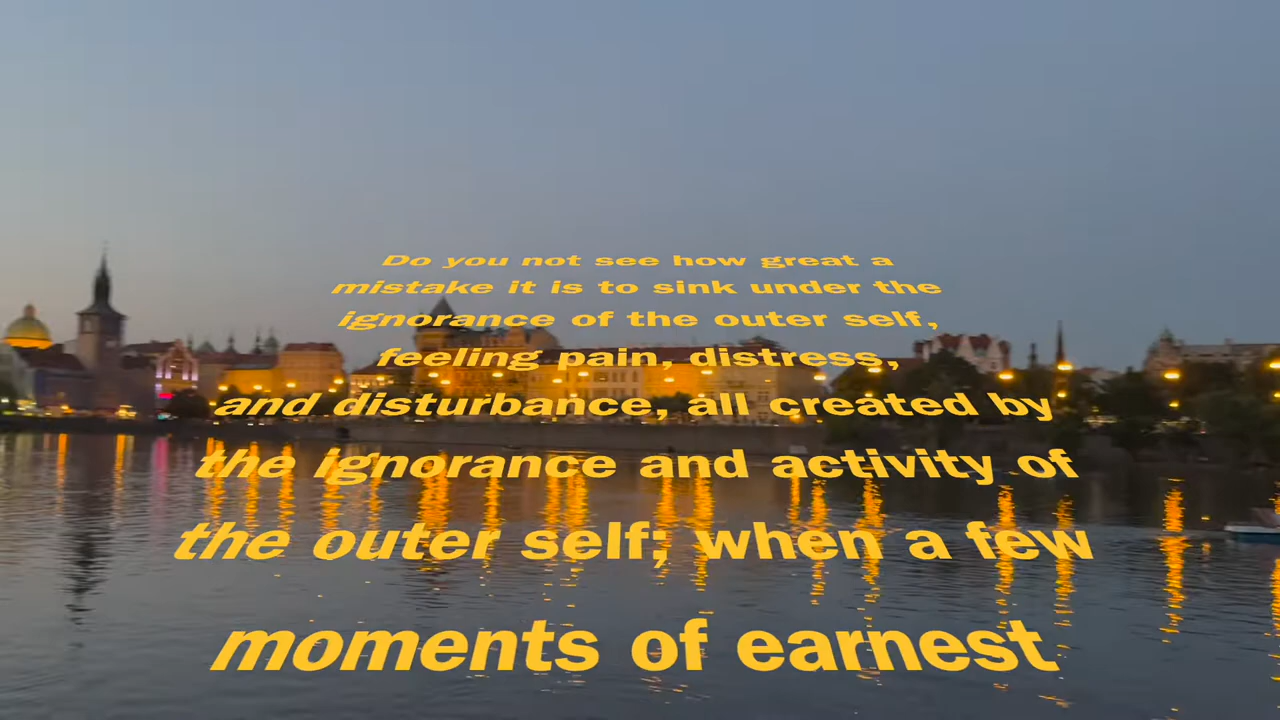 Do you not see how great a
mistake it is to sink under the
ignorance of the outer self,
feeling pain, distress,
and disturbance, all created by
the ignorance and activity of
the outer self; when a few
moments of earnest